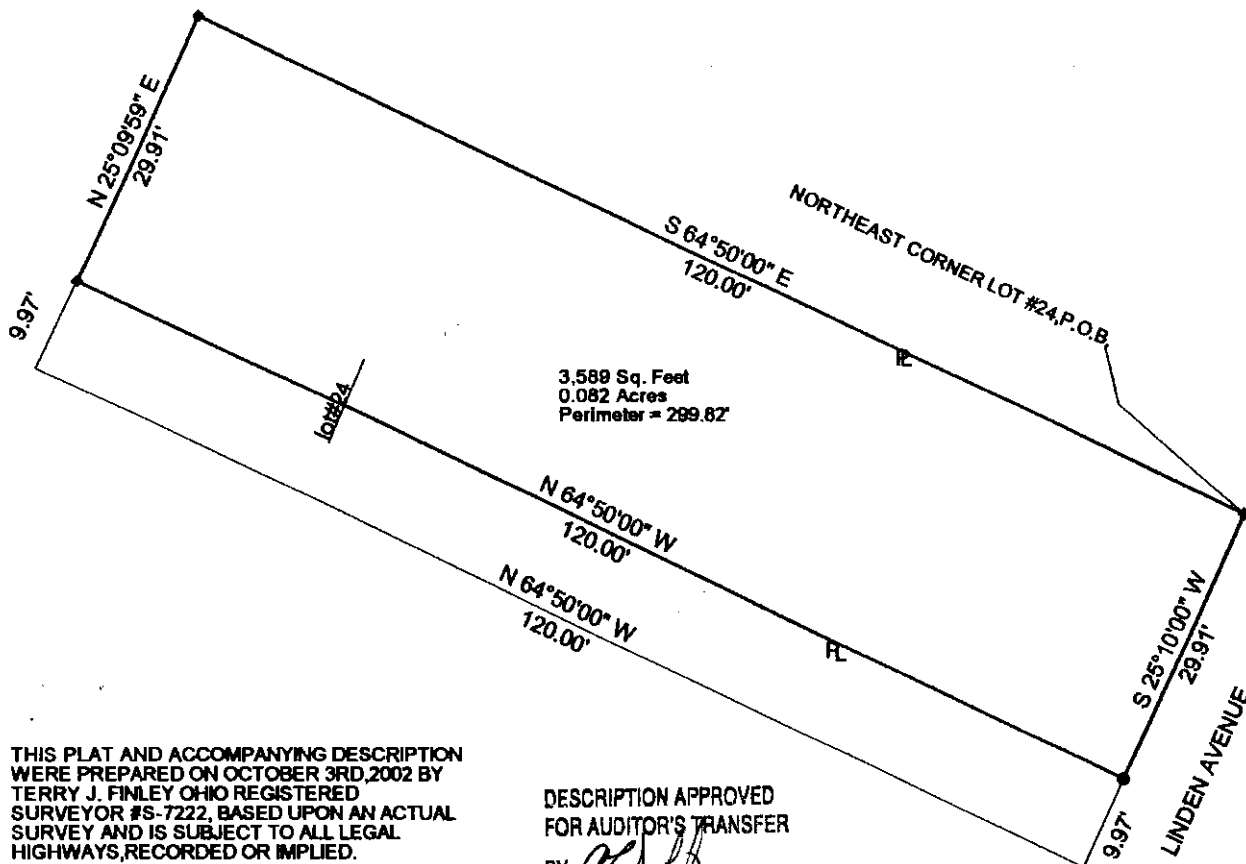 N 25°09'59" E
29.91'
9.97'
S 64°50'00" E
120.00'
NORTHEAST CORNER LOT #24,P.O.B.
PL
3,589 Sq. Feet
0.082 Acres
Perimeter = 299.82'
lot#24
N 64°50'00" W
120.00'
N 64°50'00" W
120.00'
PL
S 25°10'00" W
29.91'
LINDEN AVENUE
9.97'
THIS PLAT AND ACCOMPANYING DESCRIPTION
WERE PREPARED ON OCTOBER 3RD,2002 BY
TERRY J. FINLEY OHIO REGISTERED
SURVEYOR #S-7222, BASED UPON AN ACTUAL
SURVEY AND IS SUBJECT TO ALL LEGAL
HIGHWAYS,RECORDED OR IMPLIED.
DESCRIPTION APPROVED
FOR AUDITOR'S TRANSFER
BY